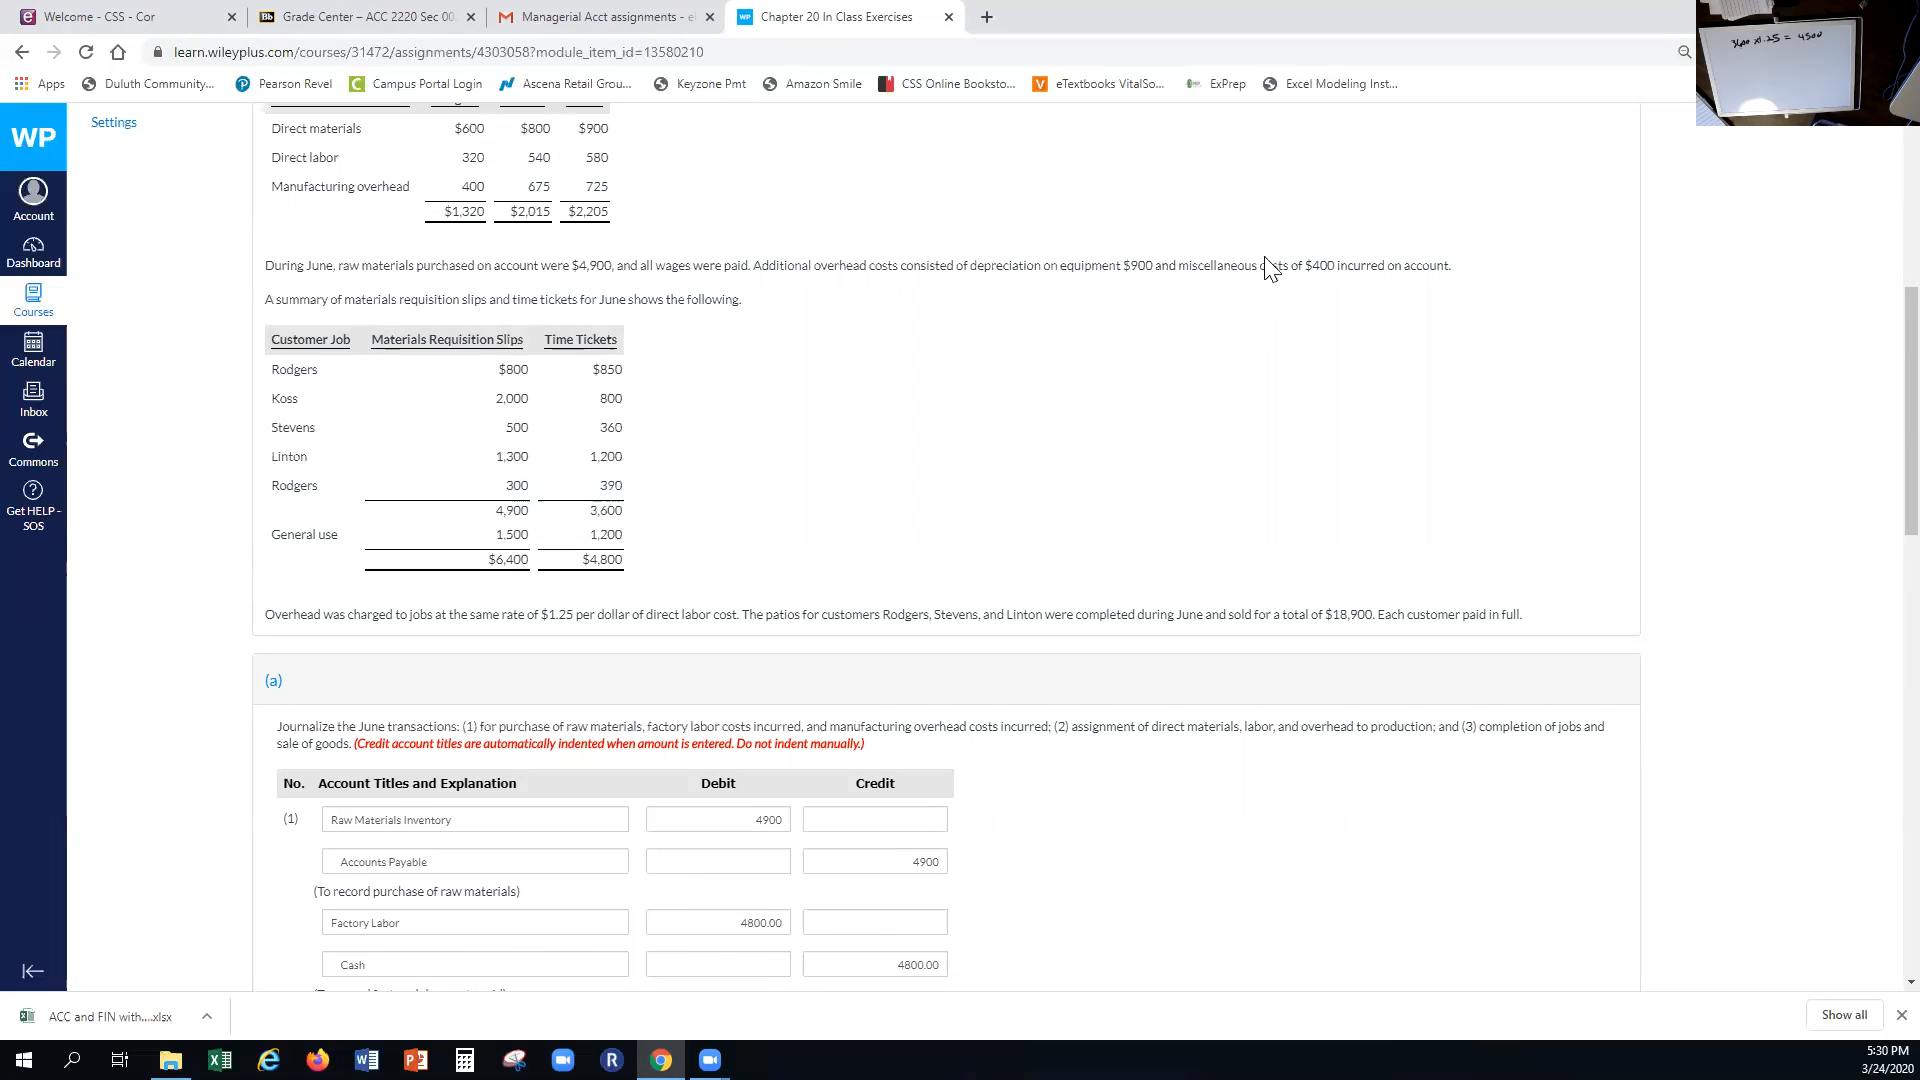 Welcome - CSS - Cor
Grade Center – ACC 2220 Sec 00
Managerial Acct assignments - e
Chapter 20 In Class Exercises
learn.wileyplus.com/courses/31472/assignments/4303058?module_item_id=13580210
Apps
Duluth Community...
Pearson Revel
Campus Portal Login
Ascena Retail Grou...
Keyzone Pmt
Amazon Smile
CSS Online Booksto...
eTextbooks VitalSo...
ExPrep
Excel Modeling Inst...
3600 x 1.25 = 4500
WP
Account
Dashboard
Courses
Calendar
Inbox
Commons
Get HELP -
SOS
Settings
Direct materials $600 $800 $900
Direct labor 320 540 580
Manufacturing overhead 400 675 725
$1,320 $2,015 $2,205
During June, raw materials purchased on account were $4,900, and all wages were paid. Additional overhead costs consisted of depreciation on equipment $900 and miscellaneous costs of $400 incurred on account.
A summary of materials requisition slips and time tickets for June shows the following.
Customer Job Materials Requisition Slips Time Tickets
Rodgers $800 $850
Koss 2,000 800
Stevens 500 360
Linton 1,300 1,200
Rodgers 300 390
4,900 3,600
General use 1,500 1,200
$6,400 $4,800
Overhead was charged to jobs at the same rate of $1.25 per dollar of direct labor cost. The patios for customers Rodgers, Stevens, and Linton were completed during June and sold for a total of $18,900. Each customer paid in full.
(a)
Journalize the June transactions: (1) for purchase of raw materials, factory labor costs incurred, and manufacturing overhead costs incurred; (2) assignment of direct materials, labor, and overhead to production; and (3) completion of jobs and
sale of goods. (Credit account titles are automatically indented when amount is entered. Do not indent manually.)
No. Account Titles and Explanation Debit Credit
(1) Raw Materials Inventory 4900
Accounts Payable 4900
(To record purchase of raw materials)
Factory Labor 4800.00
Cash 4800.00
ACC and FIN with....xlsx
Show all
5:30 PM
3/24/2020